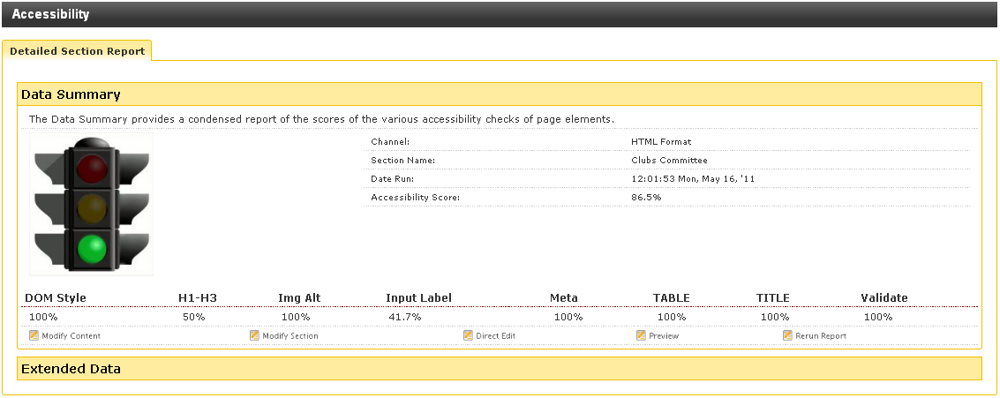 Accessibility
Detailed Section Report
Data Summary
The Data Summary provides a condensed report of the scores of the various accessibility checks of page elements.
Channel: HTML Format
Section Name: Clubs Committee
Date Run: 12:01:53 Mon, May 16, '11
Accessibility Score: 86.5%
DOM Style H1-H3 Img Alt Input Label Meta TABLE TITLE Validate
100% 50% 100% 41.7% 100% 100% 100% 100%
Modify Content Modify Section Direct Edit Preview Rerun Report
Extended Data